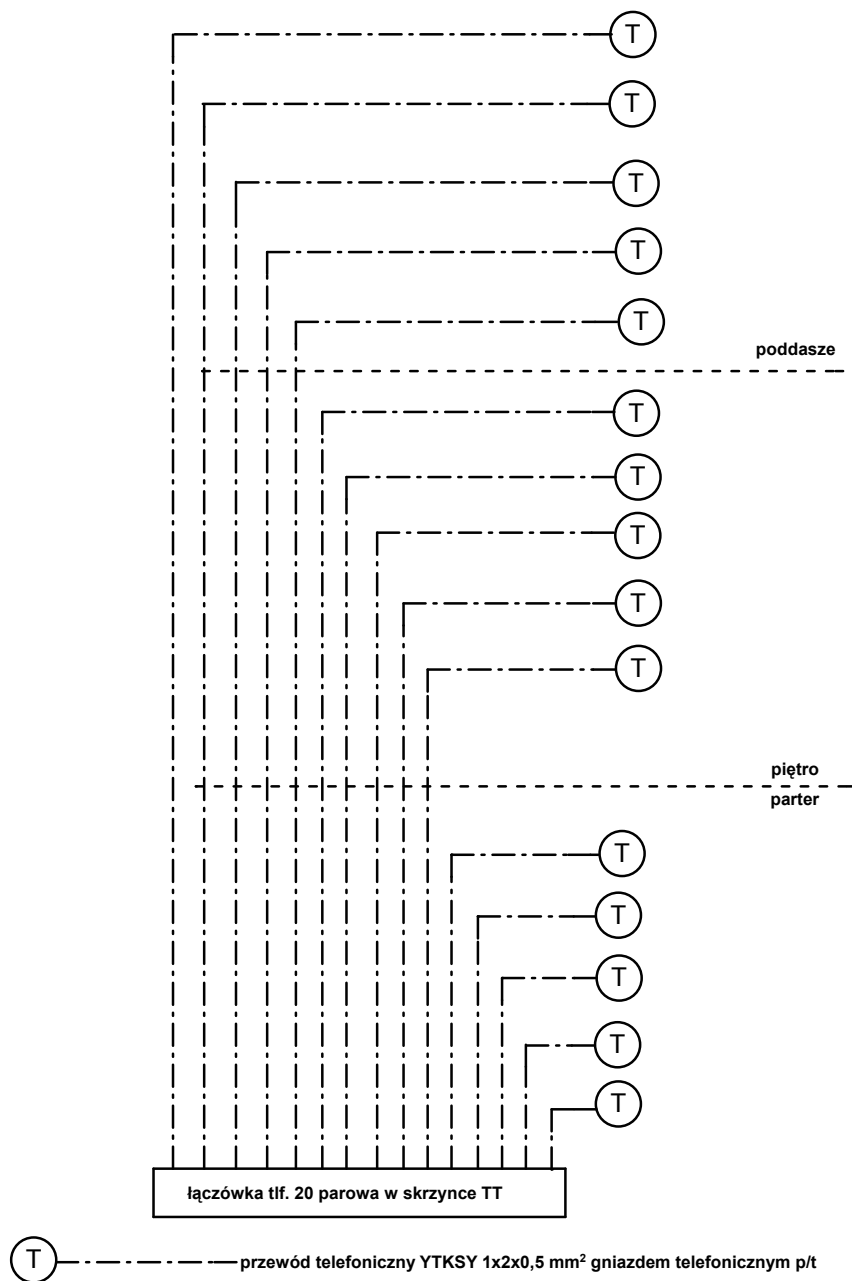 T
T
T
T
T
poddasze
T
T
T
T
T
piętro
parter
T
T
T
T
T
łączówka tlf. 20 parowa w skrzynce TT
T przewód telefoniczny YTKSY 1x2x0,5 mm² gniazdem telefonicznym p/t